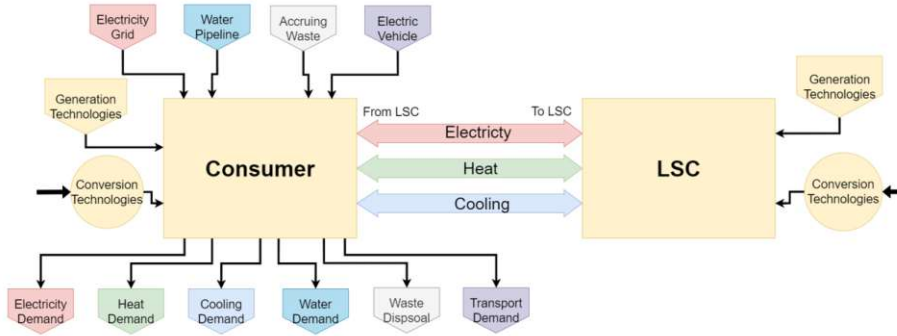 Electricity
Grid
Water
Pipeline
Accruing
Waste
Electric
Vehicle
Generation
Technologies
Generation
Technologies
From LSC
To LSC
Electricty
Consumer
Heat
LSC
Conversion
Technologies
Cooling
Conversion
Technologies
Electricity
Demand
Heat
Demand
Cooling
Demand
Water
Demand
Waste
Dispsoal
Transport
Demand